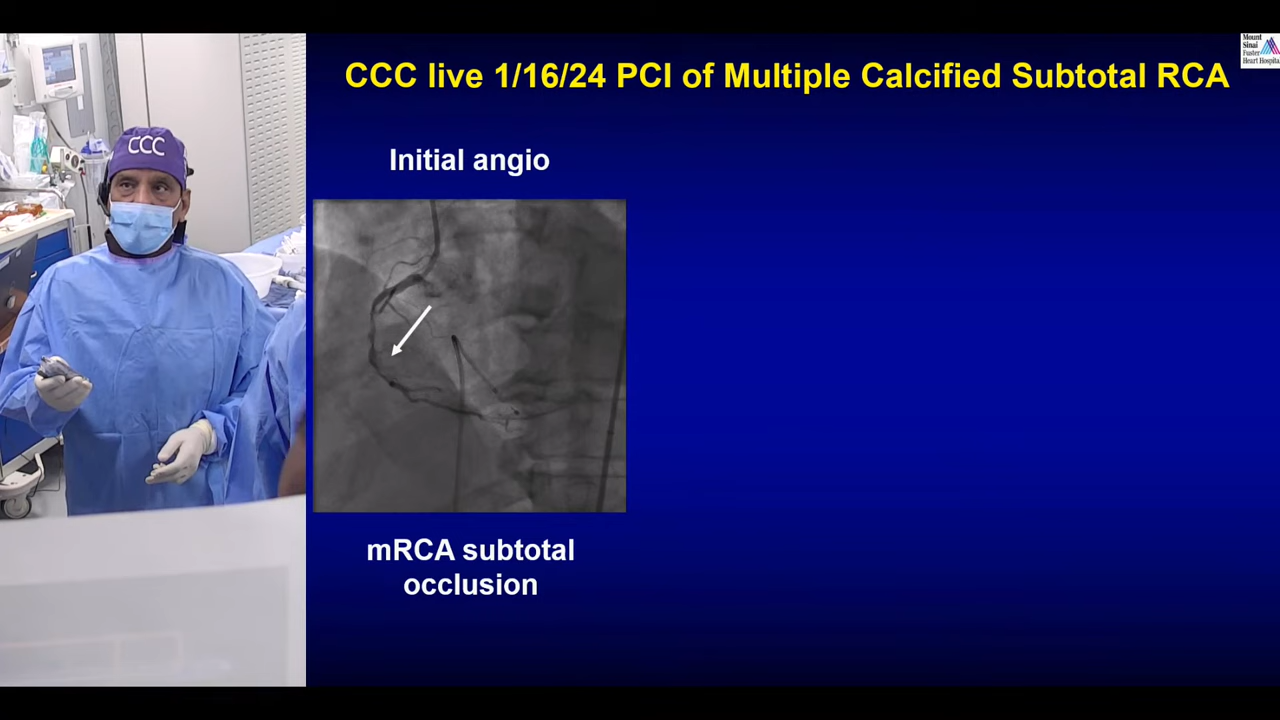 CCC live 1/16/24 PCI of Multiple Calcified Subtotal RCA
Mount
Sinai
Fuster
Heart Hospital
CCC
Initial angio
mRCA subtotal
occlusion